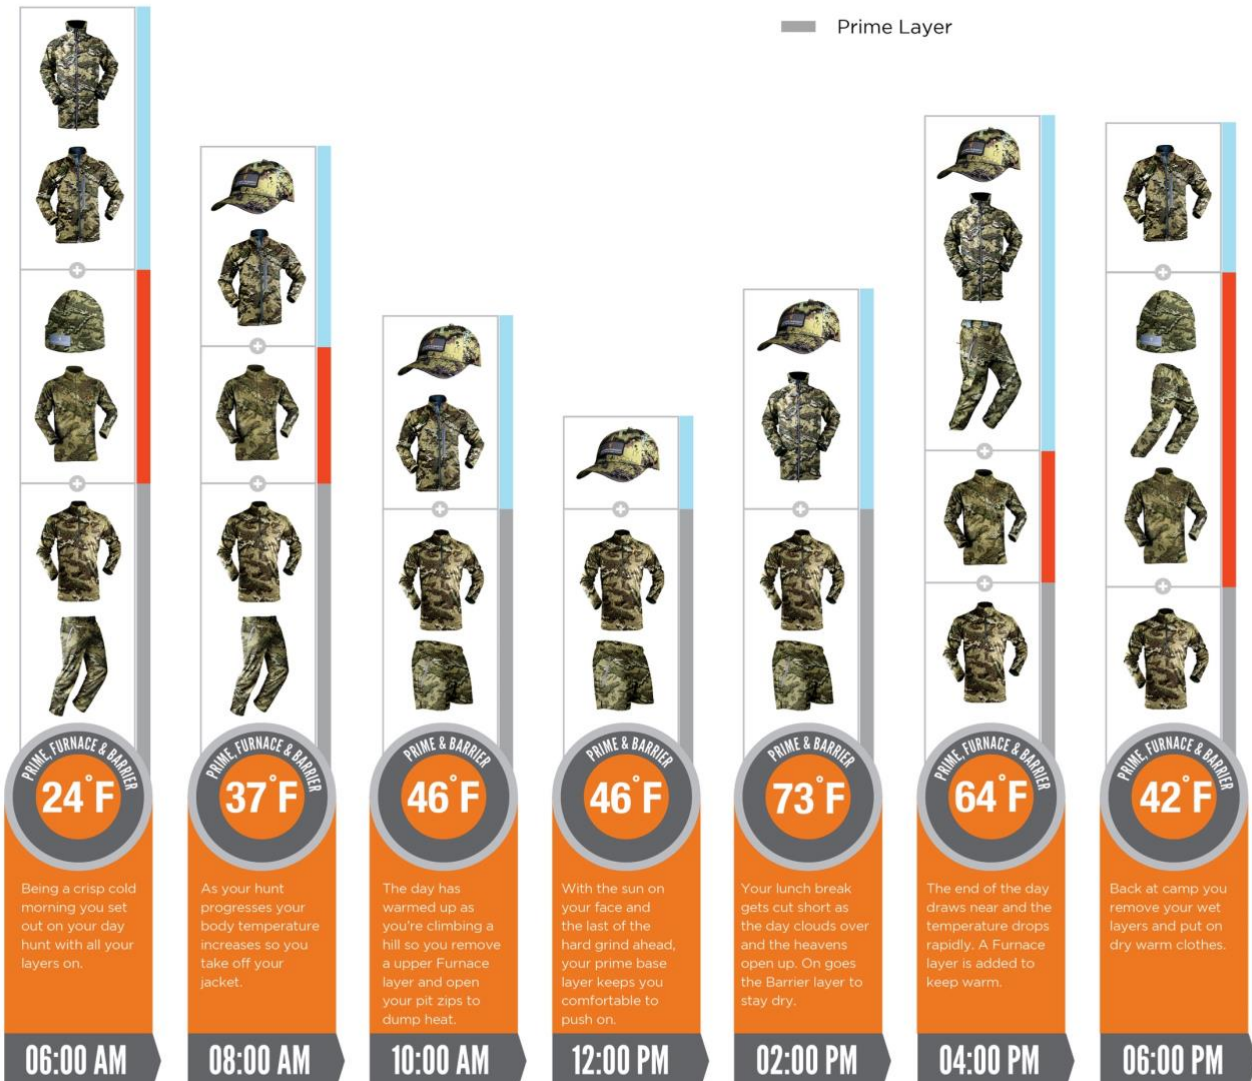 Prime Layer
PRIME, FURNACE & BARRIER
24°F
Being a crisp cold
morning you set
out on your day
hunt with all your
layers on.
06:00 AM
PRIME, FURNACE & BARRIER
37°F
As your hunt
progresses your
body temperature
increases so you
take off your
jacket.
08:00 AM
PRIME & BARRIER
46°F
The day has
warmed up as
you're climbing a
hill so you remove
a upper Furnace
layer and open
your pit zips to
dump heat.
10:00 AM
PRIME & BARRIER
46°F
With the sun on
your face and
the last of the
hard grind ahead,
your prime base
layer keeps you
comfortable to
push on.
12:00 PM
PRIME & BARRIER
73°F
Your lunch break
gets cut short as
the day clouds over
and the heavens
open up. On goes
the Barrier layer to
stay dry.
02:00 PM
PRIME, FURNACE & BARRIER
64°F
The end of the day
draws near and the
temperature drops
rapidly. A Furnace
layer is added to
keep warm.
04:00 PM
PRIME, FURNACE & BARRIER
42°F
Back at camp you
remove your wet
layers and put on
dry warm clothes.
06:00 PM